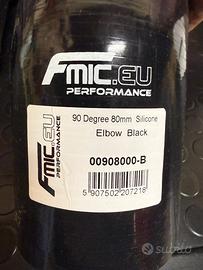 FMIC.EU
PERFORMANCE
FMIC.EU
PERFORMANCE
90 Degree 80mm Silicone
Elbow Black
00908000-B
5 907502 207218
subito